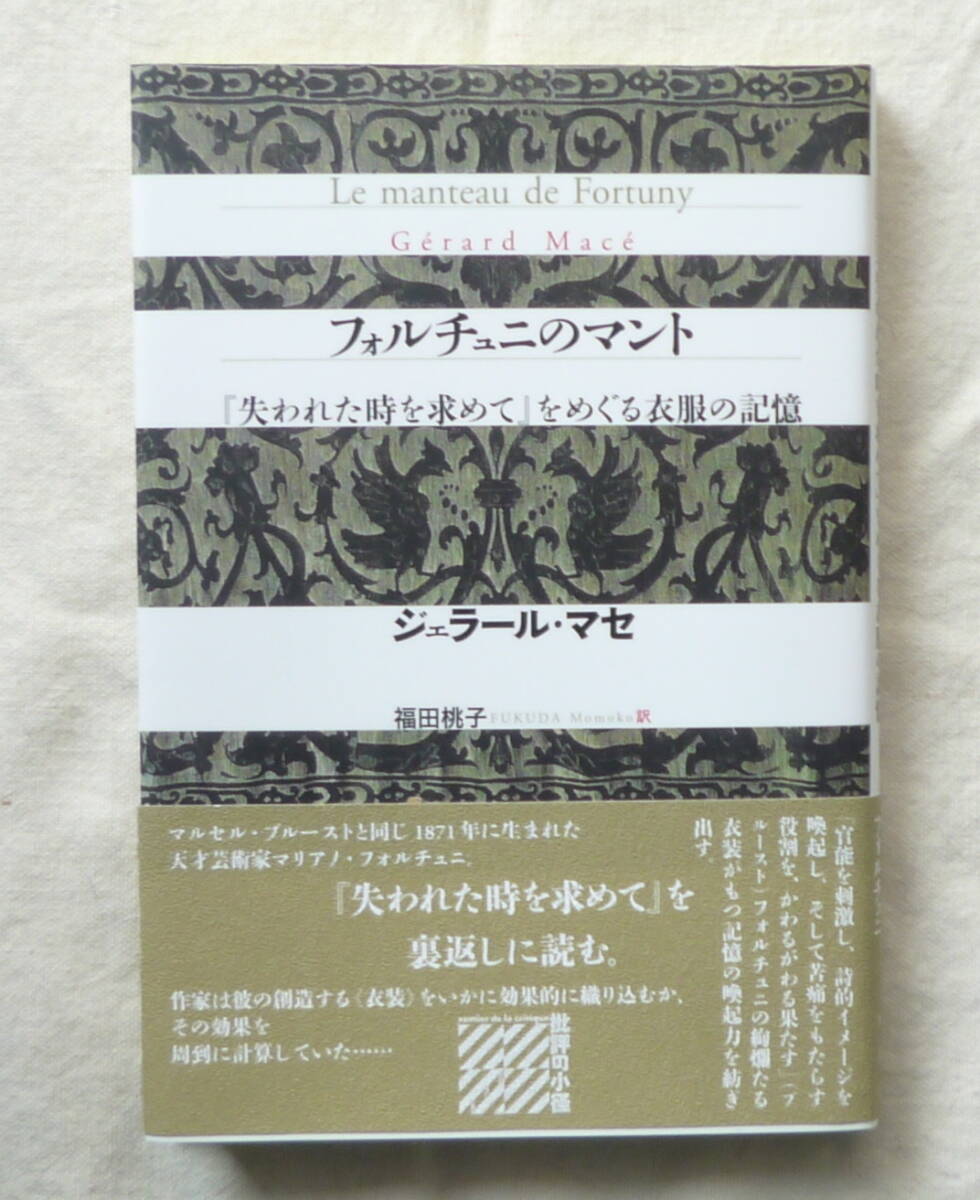 Le manteau de Fortuny
Gérard Macé
フォルチュニのマント
『失われた時を求めて』をめぐる衣服の記憶
ジェラール・マセ
福田桃子 FUKUDA Momoko 訳
マルセル・プルーストと同じ1871年に生まれた
天才芸術家マリアノ・フォルチュニ。
『失われた時を求めて』を
裏返しに読む。
作家は彼の創造する《衣装》をいかに効果的に織り込むか、
その効果を
周到に計算していた……
「官能を刺激し、詩的イメージを
喚起し、そして苦痛をもたらす
役割を、かわるがわる果たす」（プ
ルースト）フォルチュニの絢爛たる
衣装がもつ記憶の喚起力を紡ぎ
出す。
sentier de la critique
批評の小径